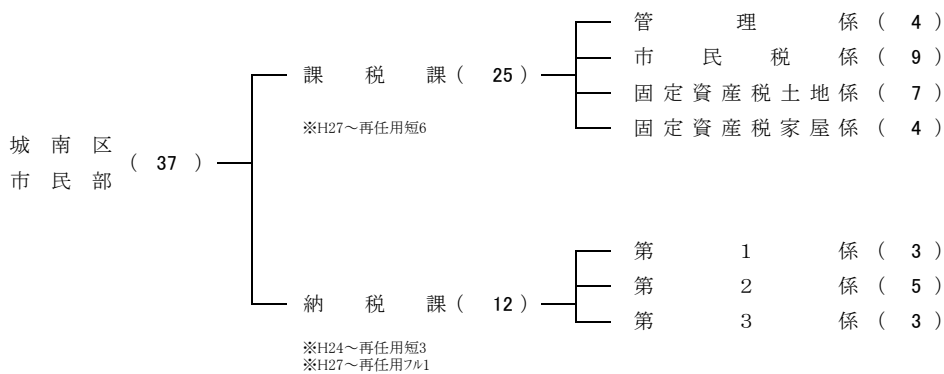 城南区
市民部 ( 37 )
課税課 ( 25 )
※H27～再任用短6
管理係 ( 4 )
市民税係 ( 9 )
固定資産税土地係 ( 7 )
固定資産税家屋係 ( 4 )
納税課 ( 12 )
※H24～再任用短3
※H27～再任用ﾌﾙ1
第1係 ( 3 )
第2係 ( 5 )
第3係 ( 3 )